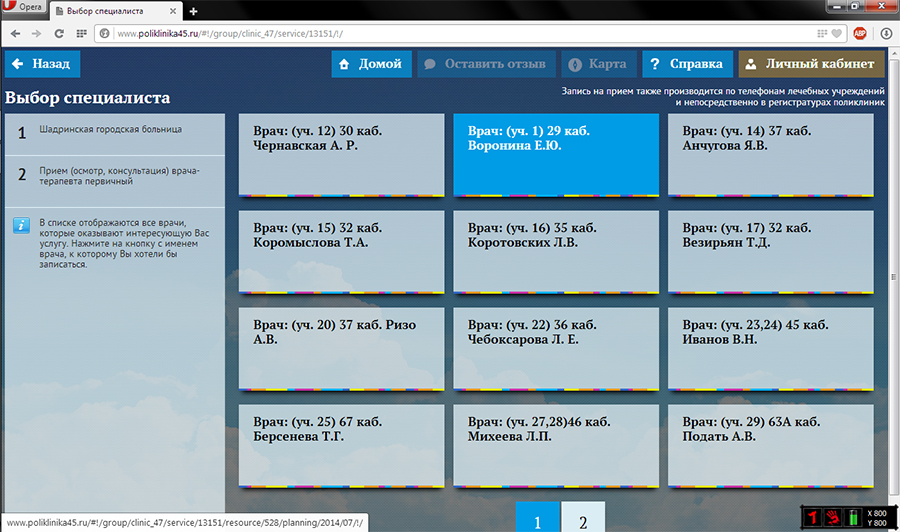 Opera
Выбор специалиста
www.poliklinika45.ru/#!/group/clinic_47/service/13151/!/
ABP
Назад
Домой
Оставить отзыв
Карта
Справка
Личный кабинет
Выбор специалиста
Запись на прием также производится по телефонам лечебных учреждений
и непосредственно в регистратурах поликлиник
1 Шадринская городская больница
2 Прием (осмотр, консультация) врача-
терапевта первичный
В списке отображаются все врачи,
которые оказывают интересующую Вас
услугу. Нажмите на кнопку с именем
врача, к которому Вы хотели бы
записаться.
Врач: (уч. 12) 30 каб.
Чернавская А. Р.
Врач: (уч. 1) 29 каб.
Воронина Е.Ю.
Врач: (уч. 14) 37 каб.
Анчугова Я.В.
Врач: (уч. 15) 32 каб.
Коромыслова Т.А.
Врач: (уч. 16) 35 каб.
Коротовских Л.В.
Врач: (уч. 17) 32 каб.
Везирьян Т.Д.
Врач: (уч. 20) 37 каб. Ризо
А.В.
Врач: (уч. 22) 36 каб.
Чебоксарова Л. Е.
Врач: (уч. 23,24) 45 каб.
Иванов В.Н.
Врач: (уч. 25) 67 каб.
Берсенева Т.Г.
Врач: (уч. 27,28)46 каб.
Михеева Л.П.
Врач: (уч. 29) 63А каб.
Подать А.В.
1
2
www.poliklinika45.ru/#!/group/clinic_47/service/13151/resource/528/planning/2014/07/!/
X 800
Y 800